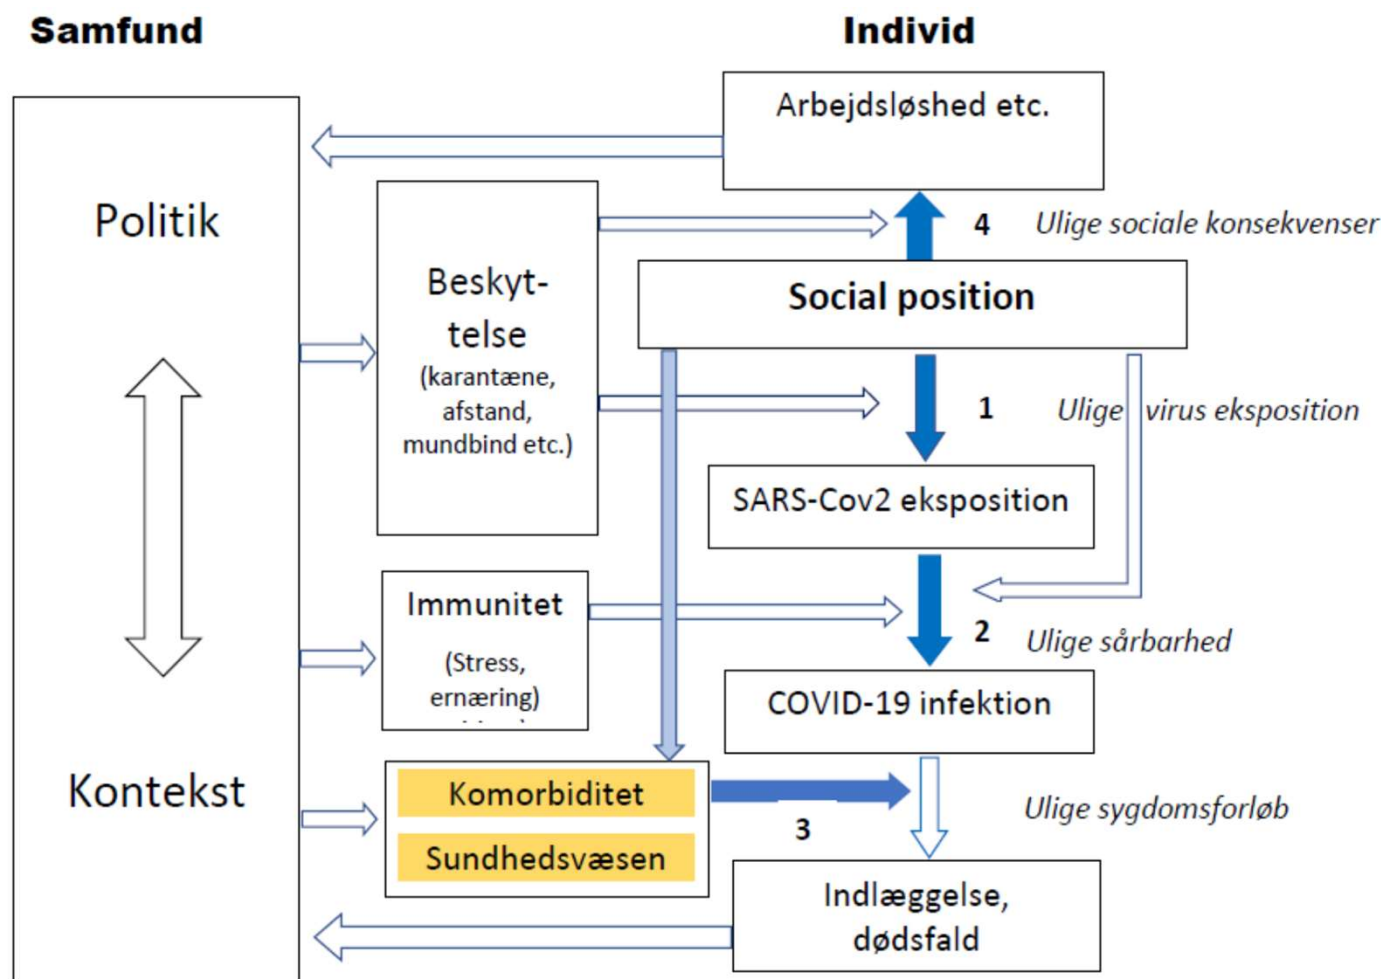 Samfund
Individ
Arbejdsløshed etc.
Politik
4
Ulige sociale konsekvenser
Beskyt-
telse
(karantæne,
afstand,
mundbind etc.)
Social position
1
Ulige virus eksposition
SARS-Cov2 eksposition
Immunitet
(Stress,
ernæring)
2
Ulige sårbarhed
COVID-19 infektion
Kontekst
Komorbiditet
Sundhedsvæsen
3
Ulige sygdomsforløb
Indlæggelse,
dødsfald